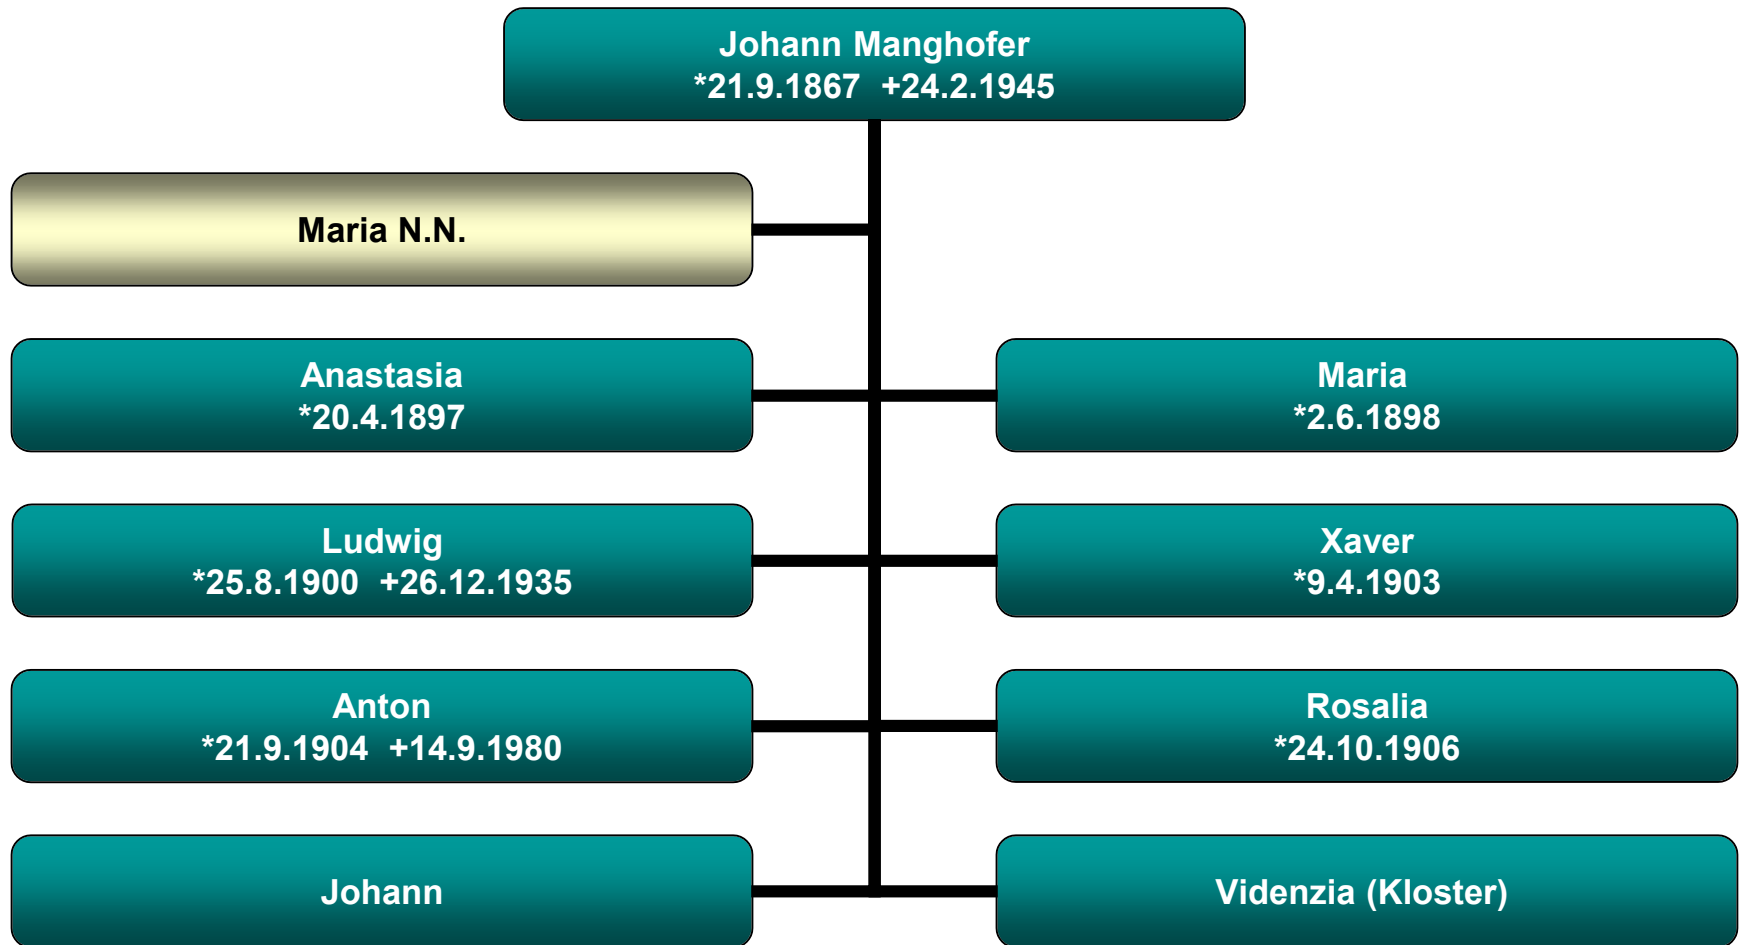 Johann Manghofer
*21.9.1867 +24.2.1945
Maria N.N.
Anastasia
*20.4.1897
Maria
*2.6.1898
Ludwig
*25.8.1900 +26.12.1935
Xaver
*9.4.1903
Anton
*21.9.1904 +14.9.1980
Rosalia
*24.10.1906
Johann
Videnzia (Kloster)